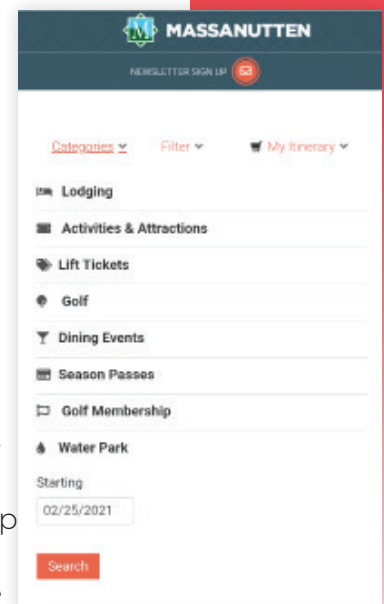 MASSANUTTEN
NEWSLETTER SIGN UP
Categories Filter My Itinerary
Lodging
Activities & Attractions
Lift Tickets
Golf
Dining Events
Season Passes
Golf Membership
Water Park
Starting
02/25/2021
Search